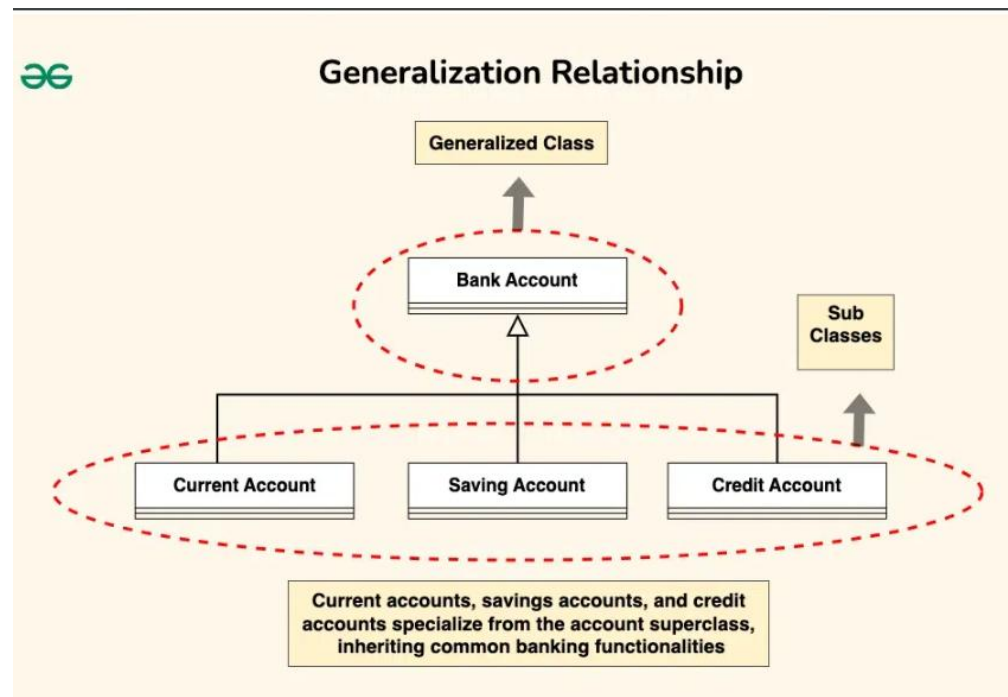 Generalization Relationship
Generalized Class
Bank Account
Sub
Classes
Current Account
Saving Account
Credit Account
Current accounts, savings accounts, and credit
accounts specialize from the account superclass,
inheriting common banking functionalities